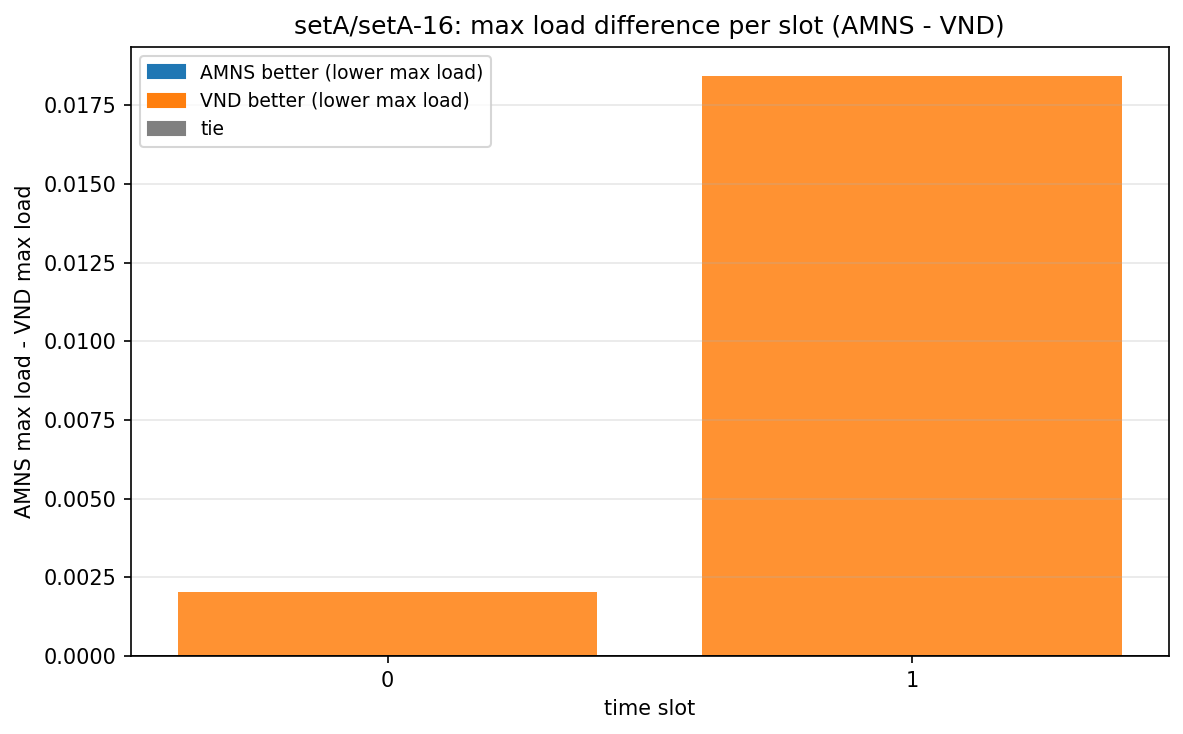 setA/setA-16: max load difference per slot (AMNS - VND)
AMNS better (lower max load)
VND better (lower max load)
tie
AMNS max load - VND max load
0.0175
0.0150
0.0125
0.0100
0.0075
0.0050
0.0025
0.0000
0
1
time slot